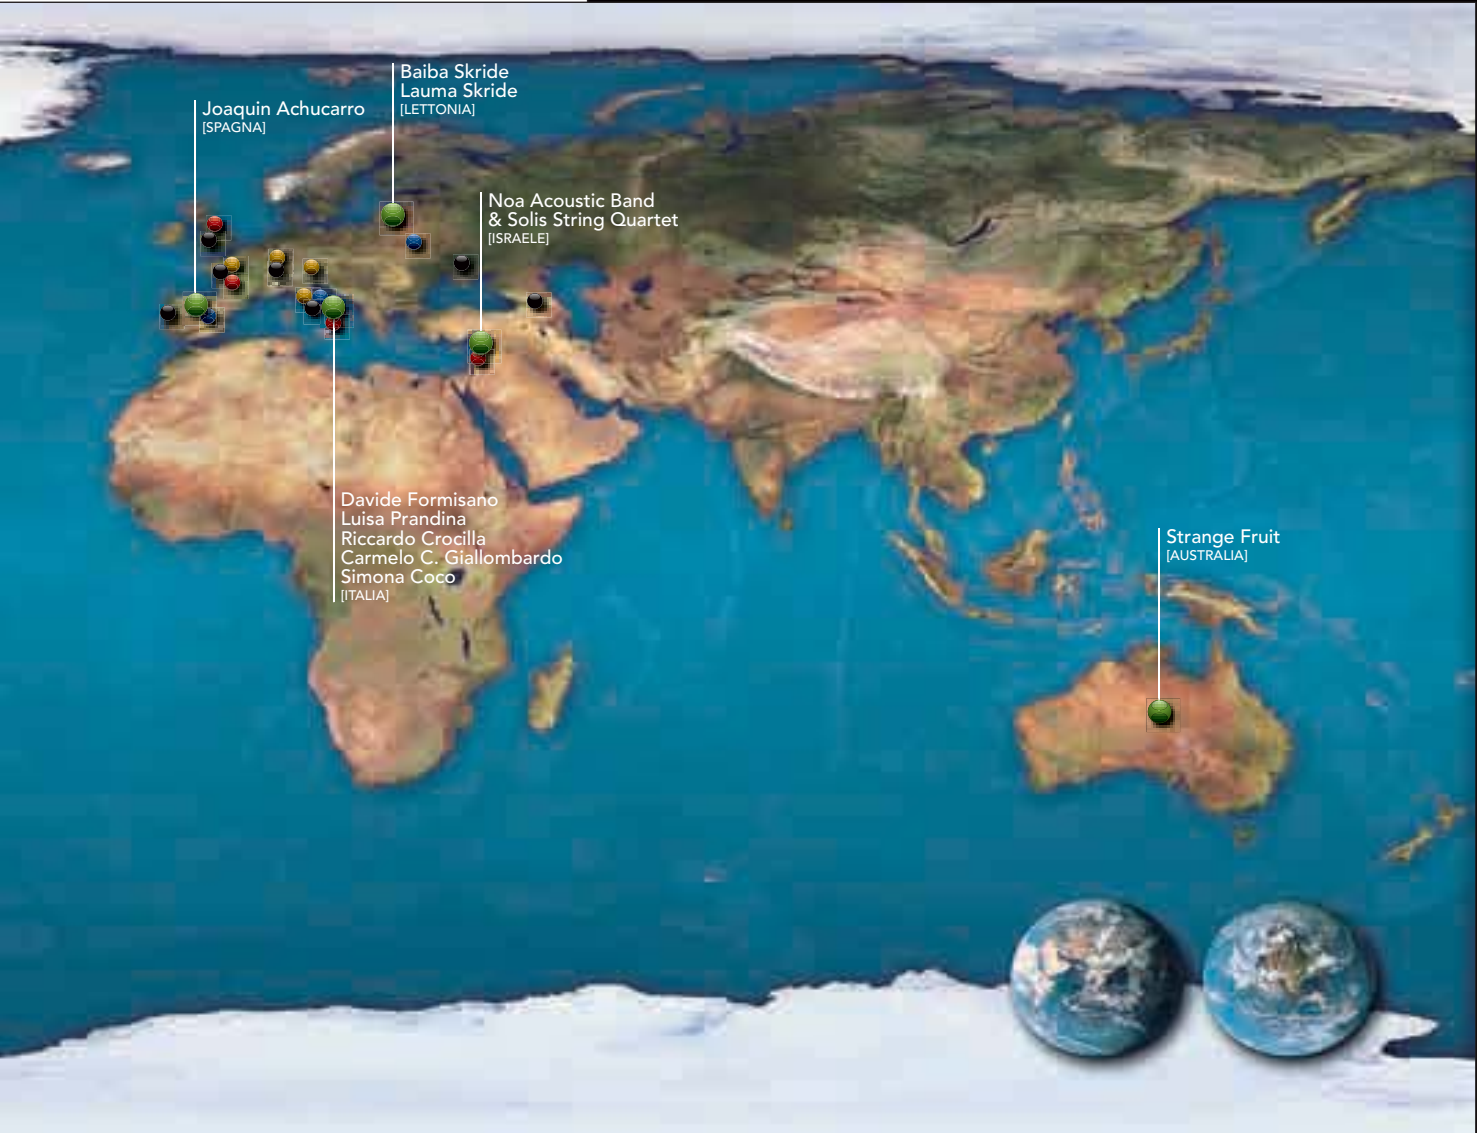 Baiba Skride
Lauma Skride
[LETTONIA]
Joaquin Achucarro
[SPAGNA]
Noa Acoustic Band
& Solis String Quartet
[ISRAELE]
Davide Formisano
Luisa Prandina
Riccardo Crocilla
Carmelo C. Giallombardo
Simona Coco
[ITALIA]
Strange Fruit
[AUSTRALIA]